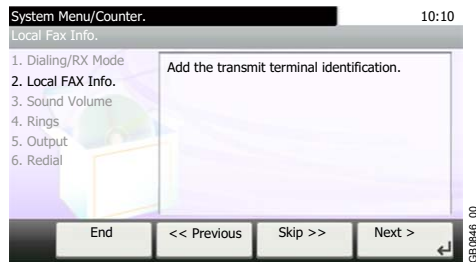 System Menu/Counter. 10:10
Local Fax Info.
1. Dialing/RX Mode
2. Local FAX Info.
3. Sound Volume
4. Rings
5. Output
6. Redial
Add the transmit terminal identification.
End << Previous Skip >> Next >
GB0846_00